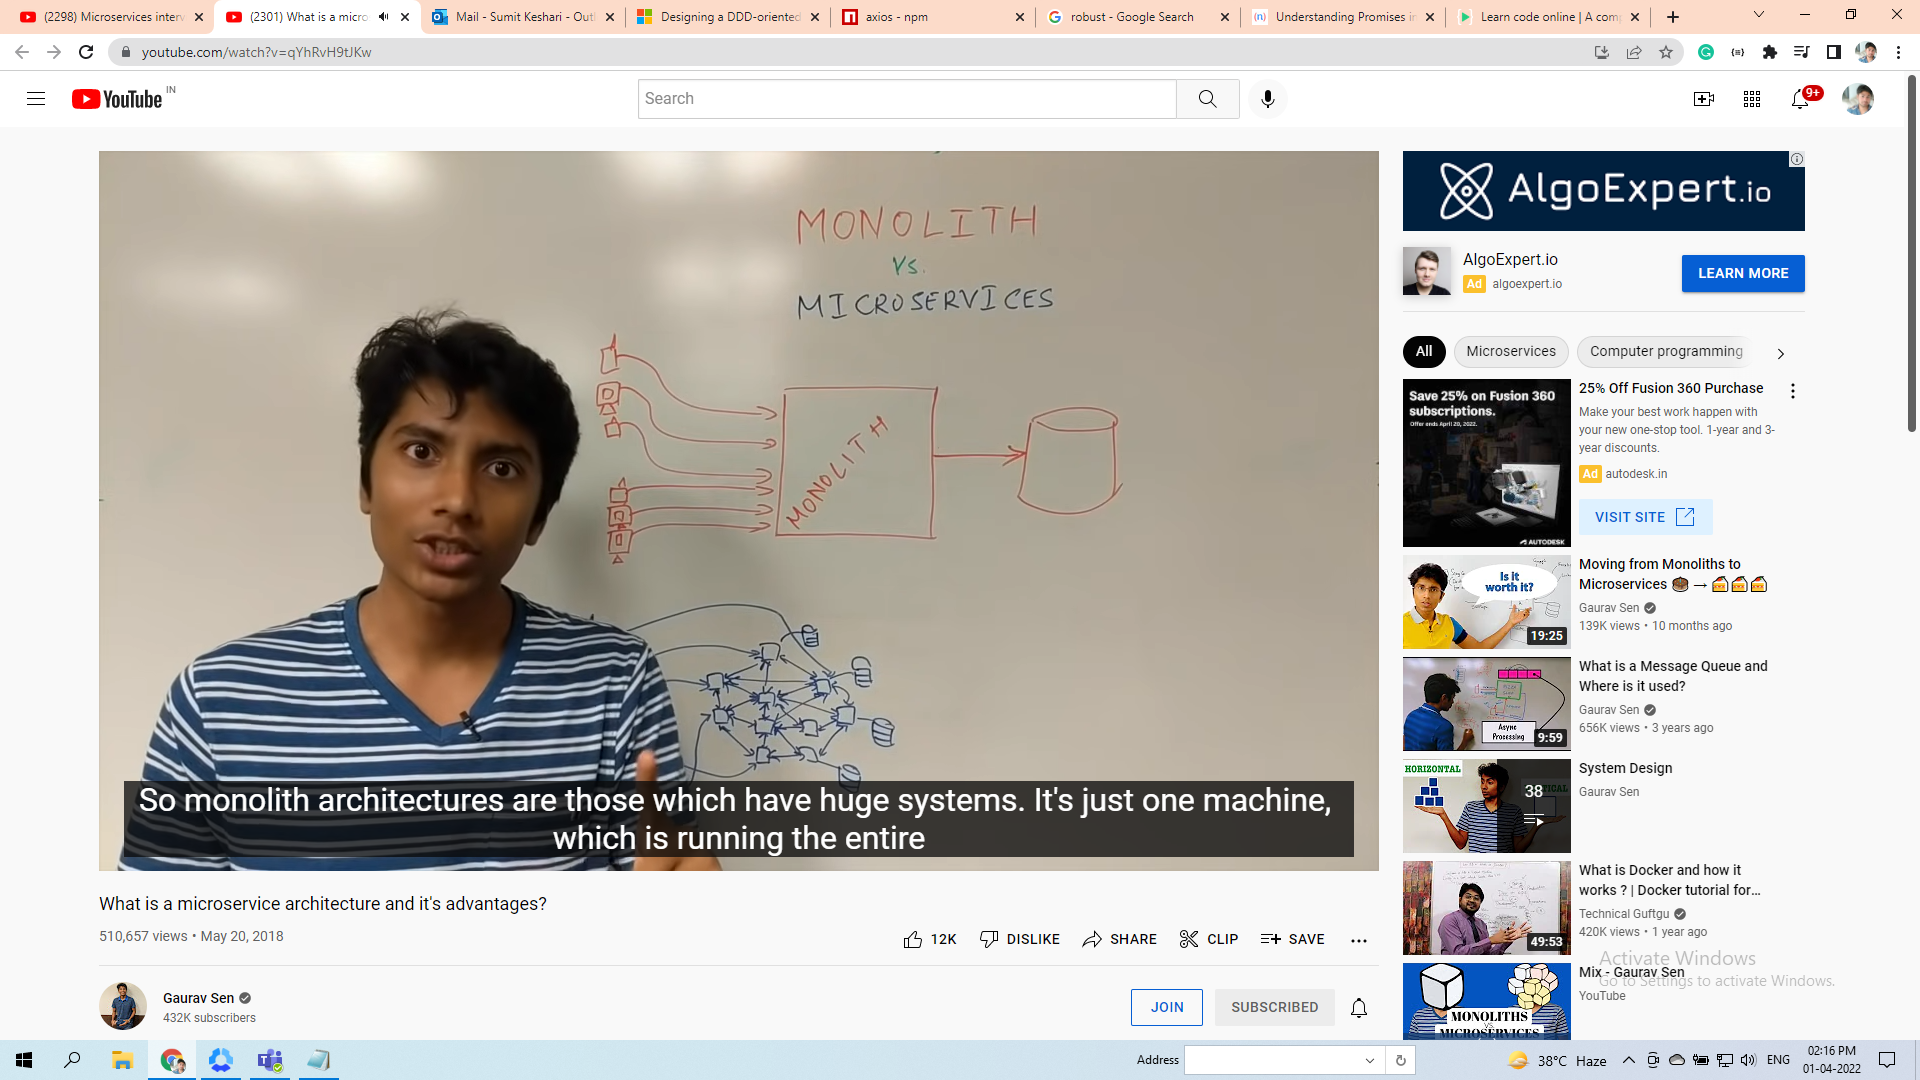 (2298) Microservices interv
(2301) What is a micro
Mail - Sumit Keshari - Out
Designing a DDD-oriented
axios - npm
robust - Google Search
Understanding Promises i
Learn code online | A com
youtube.com/watch?v=qYhRvH9tJKw
YouTube IN
Search
9+
MONOLITH
Vs.
MICROSERVICES
MONOLITH
So monolith architectures are those which have huge systems. It's just one machine,
which is running the entire
What is a microservice architecture and it's advantages?
510,657 views • May 20, 2018
12K
DISLIKE
SHARE
CLIP
SAVE
Gaurav Sen
432K subscribers
JOIN
SUBSCRIBED
AlgoExpert.io
AlgoExpert.io
Ad algoexpert.io
LEARN MORE
All
Microservices
Computer programming
Save 25% on Fusion 360
subscriptions.
Offer ends April 20, 2022.
AUTODESK
25% Off Fusion 360 Purchase
Make your best work happen with
your new one-stop tool. 1-year and 3-
year discounts.
Ad autodesk.in
VISIT SITE
Is it
worth it?
19:25
Moving from Monoliths to
Microservices 🍫 → 🍰🍰🍰
Gaurav Sen
139K views • 10 months ago
Async
Processing
9:59
What is a Message Queue and
Where is it used?
Gaurav Sen
656K views • 3 years ago
HORIZONTAL
38
System Design
Gaurav Sen
49:53
What is Docker and how it
works ? | Docker tutorial for...
Technical Guftgu
420K views • 1 year ago
MONOLITHS
VS.
MICROSERVICES
Mix - Gaurav Sen
YouTube
Activate Windows
Go to Settings to activate Windows.
Address
38°C Haze
ENG
02:16 PM
01-04-2022